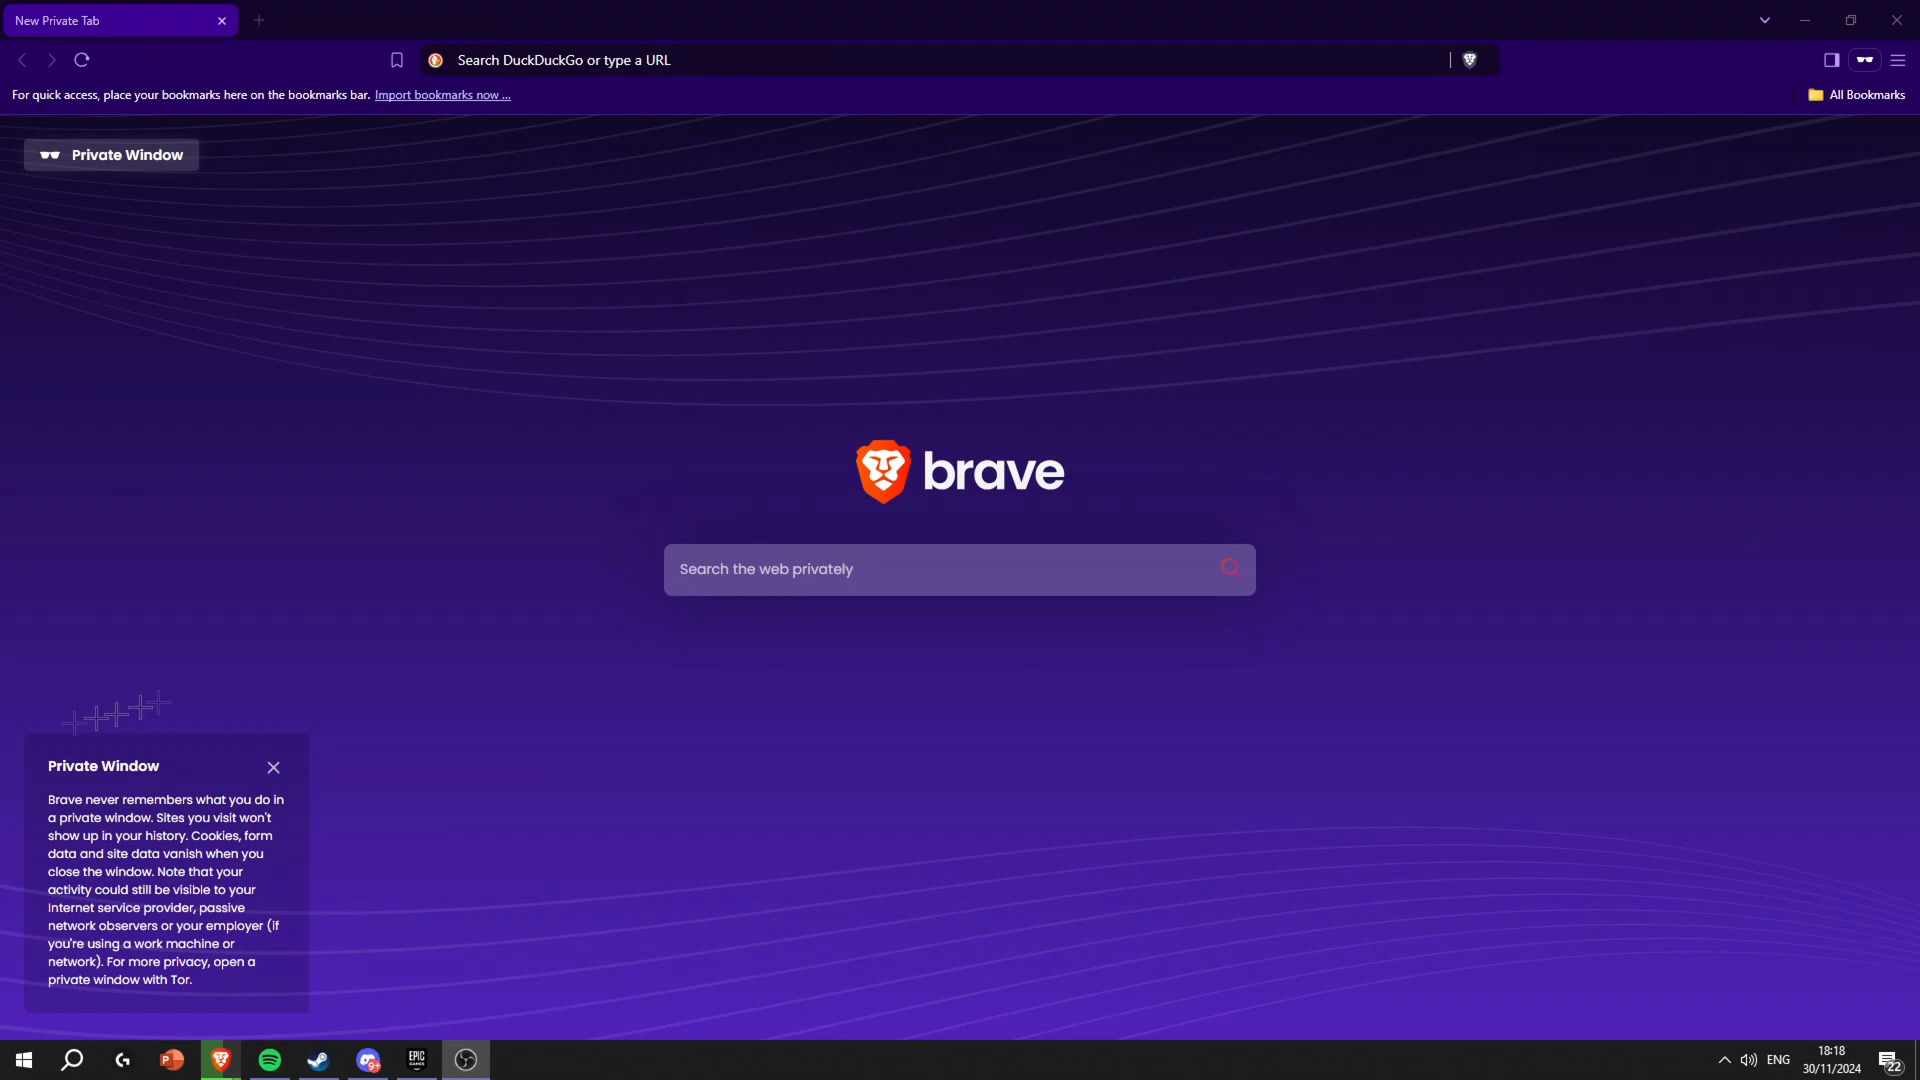 New Private Tab
Search DuckDuckGo or type a URL
For quick access, place your bookmarks here on the bookmarks bar. Import bookmarks now ...
All Bookmarks
Private Window
brave
Search the web privately
Private Window
Brave never remembers what you do in
a private window. Sites you visit won't
show up in your history. Cookies, form
data and site data vanish when you
close the window. Note that your
activity could still be visible to your
Internet service provider, passive
network observers or your employer (if
you're using a work machine or
network). For more privacy, open a
private window with Tor.
P
9+
EPIC
GAMES
ENG
18:18
30/11/2024
22